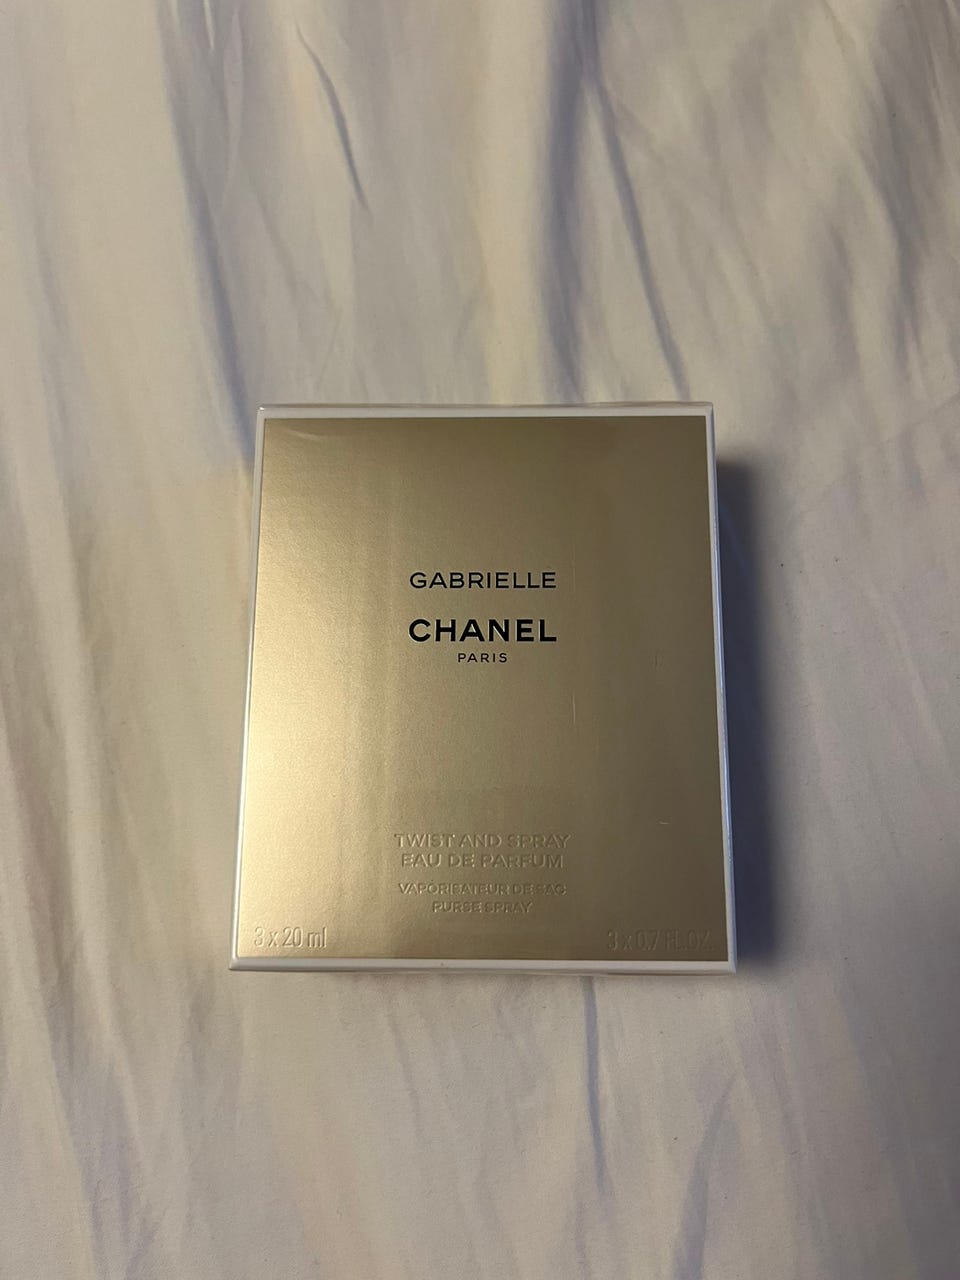 GABRIELLE
CHANEL
PARIS
TWIST AND SPRAY
EAU DE PARFUM
VAPORISATEUR DE SAC
PURSE SPRAY
3 x 20 ml 3 x 0.7 FL.OZ.